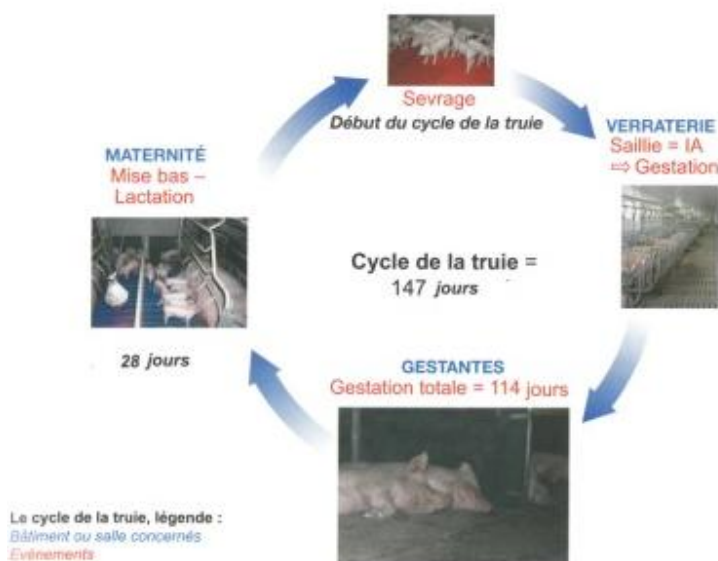 Sevrage
Début du cycle de la truie
VERRATERIE
Saillie = IA
⇨ Gestation
MATERNITÉ
Mise bas –
Lactation
Cycle de la truie =
147 jours
28 jours
GESTANTES
Gestation totale = 114 jours
Le cycle de la truie, légende :
Bâtiment ou salle concernés
Evénements